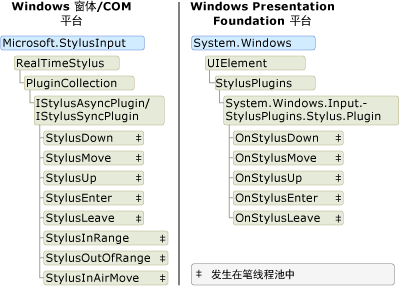 Windows 窗体/COM
平台
Microsoft.StylusInput
RealTimeStylus
PluginCollection
IStylusAsyncPlugin/
IStylusSyncPlugin
StylusDown ‡
StylusMove ‡
StylusUp ‡
StylusEnter ‡
StylusLeave ‡
StylusInRange ‡
StylusOutOfRange ‡
StylusInAirMove ‡
Windows Presentation
Foundation 平台
System.Windows
UIElement
StylusPlugins
System.Windows.Input.-
StylusPlugins.Stylus.Plugin
OnStylusDown ‡
OnStylusMove ‡
OnStylusUp ‡
OnStylusEnter ‡
OnStylusLeave ‡
‡ 发生在笔线程池中